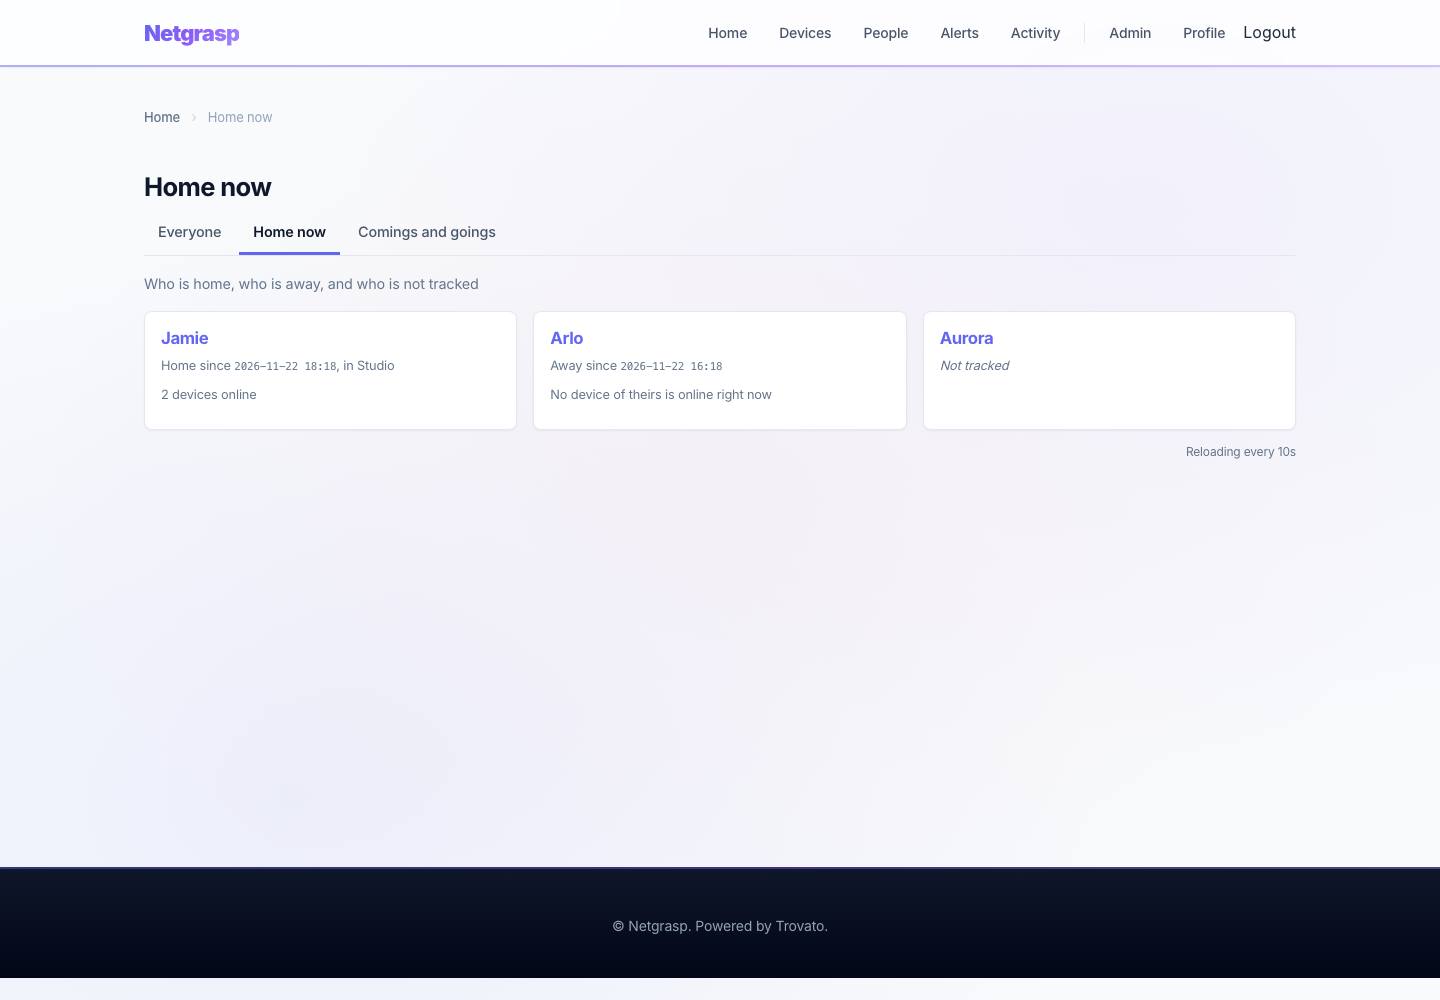 Netgrasp
Home Devices People Alerts Activity Admin Profile Logout
Home › Home now
Home now
Everyone Home now Comings and goings
Who is home, who is away, and who is not tracked
Jamie
Home since 2026–11–22 18:18, in Studio
2 devices online
Arlo
Away since 2026–11–22 16:18
No device of theirs is online right now
Aurora
Not tracked
Reloading every 10s
© Netgrasp. Powered by Trovato.